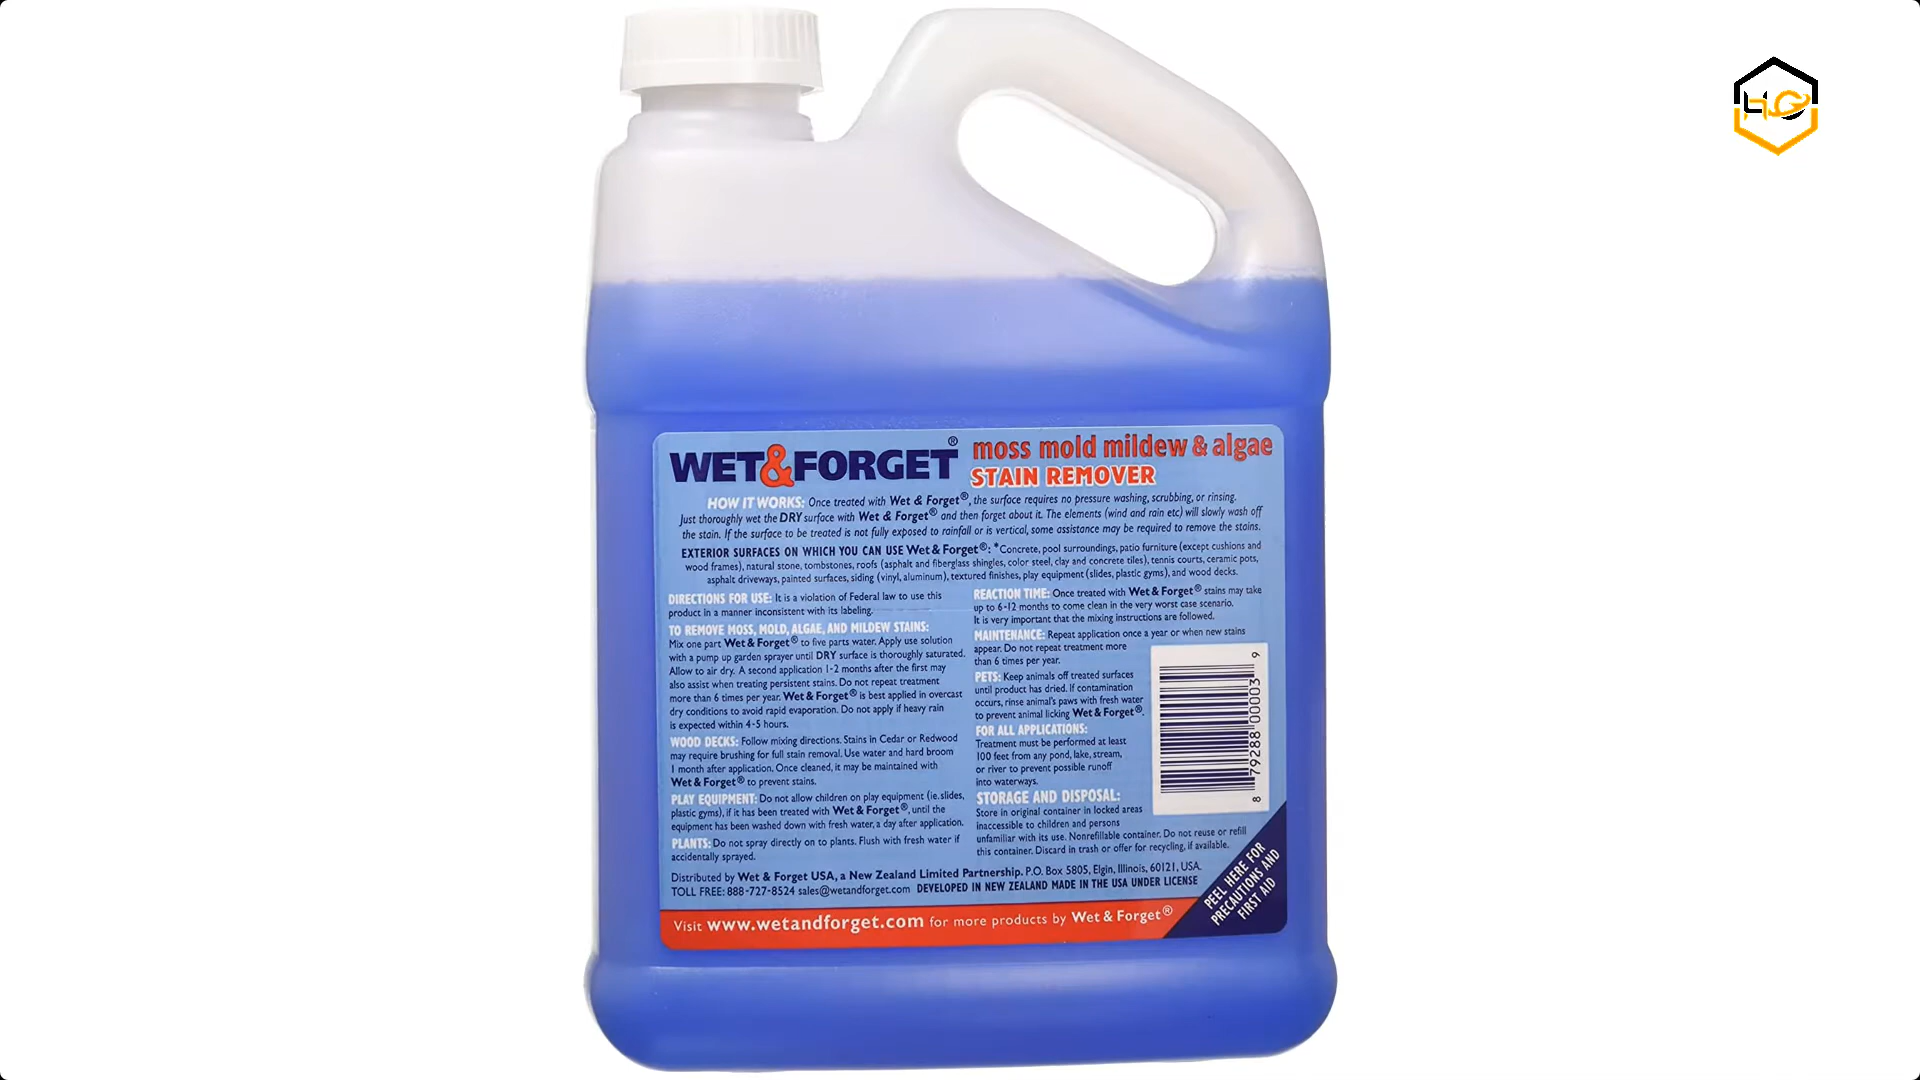 WET&FORGET® moss mold mildew & algae
STAIN REMOVER
HOW IT WORKS: Once treated with Wet & Forget®, the surface requires no pressure washing, scrubbing, or rinsing.
Just thoroughly wet the DRY surface with Wet & Forget® and then forget about it. The elements (wind and rain etc) will slowly wash off
the stain. If the surface to be treated is not fully exposed to rainfall or is vertical, some assistance may be required to remove the stains.
EXTERIOR SURFACES ON WHICH YOU CAN USE Wet & Forget®: *Concrete, pool surroundings, patio furniture (except cushions and
wood frames), natural stone, tombstones, roofs (asphalt and fiberglass shingles, color steel, clay and concrete tiles), tennis courts, ceramic pots,
asphalt driveways, painted surfaces, siding (vinyl, aluminum), textured finishes, play equipment (slides, plastic gyms), and wood decks.
DIRECTIONS FOR USE: It is a violation of Federal law to use this
product in a manner inconsistent with its labeling.
TO REMOVE MOSS, MOLD, ALGAE, AND MILDEW STAINS:
Mix one part Wet & Forget® to five parts water. Apply use solution
with a pump up garden sprayer until DRY surface is thoroughly saturated.
Allow to air dry. A second application 1-2 months after the first may
also assist when treating persistent stains. Do not repeat treatment
more than 6 times per year. Wet & Forget® is best applied in overcast
dry conditions to avoid rapid evaporation. Do not apply if heavy rain
is expected within 4-5 hours.
WOOD DECKS: Follow mixing directions. Stains in Cedar or Redwood
may require brushing for full stain removal. Use water and hard broom
1 month after application. Once cleaned, it may be maintained with
Wet & Forget® to prevent stains.
PLAY EQUIPMENT: Do not allow children on play equipment (ie. slides,
plastic gyms), if it has been treated with Wet & Forget®, until the
equipment has been washed down with fresh water, a day after application.
PLANTS: Do not spray directly on to plants. Flush with fresh water if
accidentally sprayed.
REACTION TIME: Once treated with Wet & Forget® stains may take
up to 6-12 months to come clean in the very worst case scenario.
It is very important that the mixing instructions are followed.
MAINTENANCE: Repeat application once a year or when new stains
appear. Do not repeat treatment more
than 6 times per year.
PETS: Keep animals off treated surfaces
until product has dried. If contamination
occurs, rinse animal's paws with fresh water
to prevent animal licking Wet & Forget®.
FOR ALL APPLICATIONS:
Treatment must be performed at least
100 feet from any pond, lake, stream,
or river to prevent possible runoff
into waterways.
STORAGE AND DISPOSAL:
Store in original container in locked areas
inaccessible to children and persons
unfamiliar with its use. Nonrefillable container. Do not reuse or refill
this container. Discard in trash or offer for recycling, if available.
8 79288 00003 9
Distributed by Wet & Forget USA, a New Zealand Limited Partnership. P.O. Box 5805, Elgin, Illinois, 60121, USA.
TOLL FREE: 888-727-8524 sales@wetandforget.com DEVELOPED IN NEW ZEALAND MADE IN THE USA UNDER LICENSE
PEEL HERE FOR
PRECAUTIONS AND
FIRST AID
Visit www.wetandforget.com for more products by Wet & Forget®